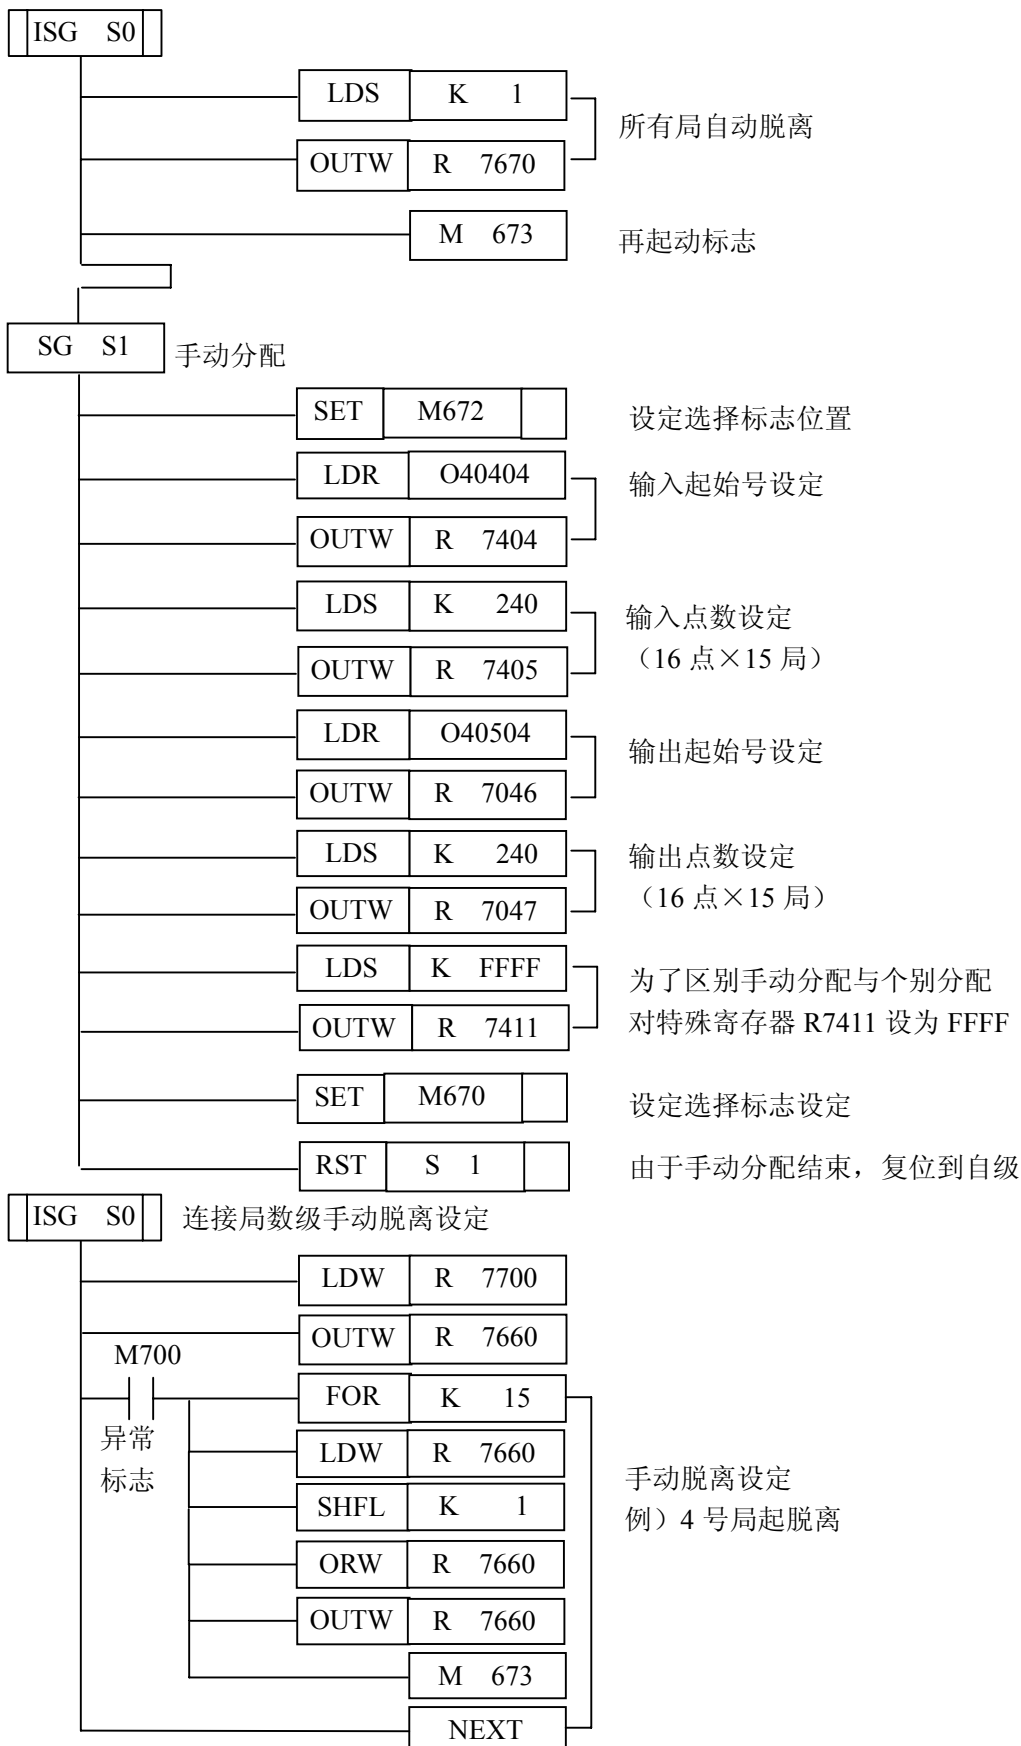 ISG S0
LDS K 1
所有局自动脱离
OUTW R 7670
M 673 再起动标志
SG S1 手动分配
SET M672 设定选择标志位置
LDR O40404 输入起始号设定
OUTW R 7404
LDS K 240 输入点数设定
(16 点×15 局)
OUTW R 7405
LDR O40504 输出起始号设定
OUTW R 7046
LDS K 240 输出点数设定
(16 点×15 局)
OUTW R 7047
LDS K FFFF 为了区别手动分配与个别分配
OUTW R 7411 对特殊寄存器 R7411 设为 FFFF
SET M670 设定选择标志设定
RST S 1 由于手动分配结束，复位到自级
ISG S0 连接局数级手动脱离设定
LDW R 7700
OUTW R 7660
M700
FOR K 15
异常
标志
LDW R 7660 手动脱离设定
SHFL K 1 例）4 号局起脱离
ORW R 7660
OUTW R 7660
M 673
NEXT